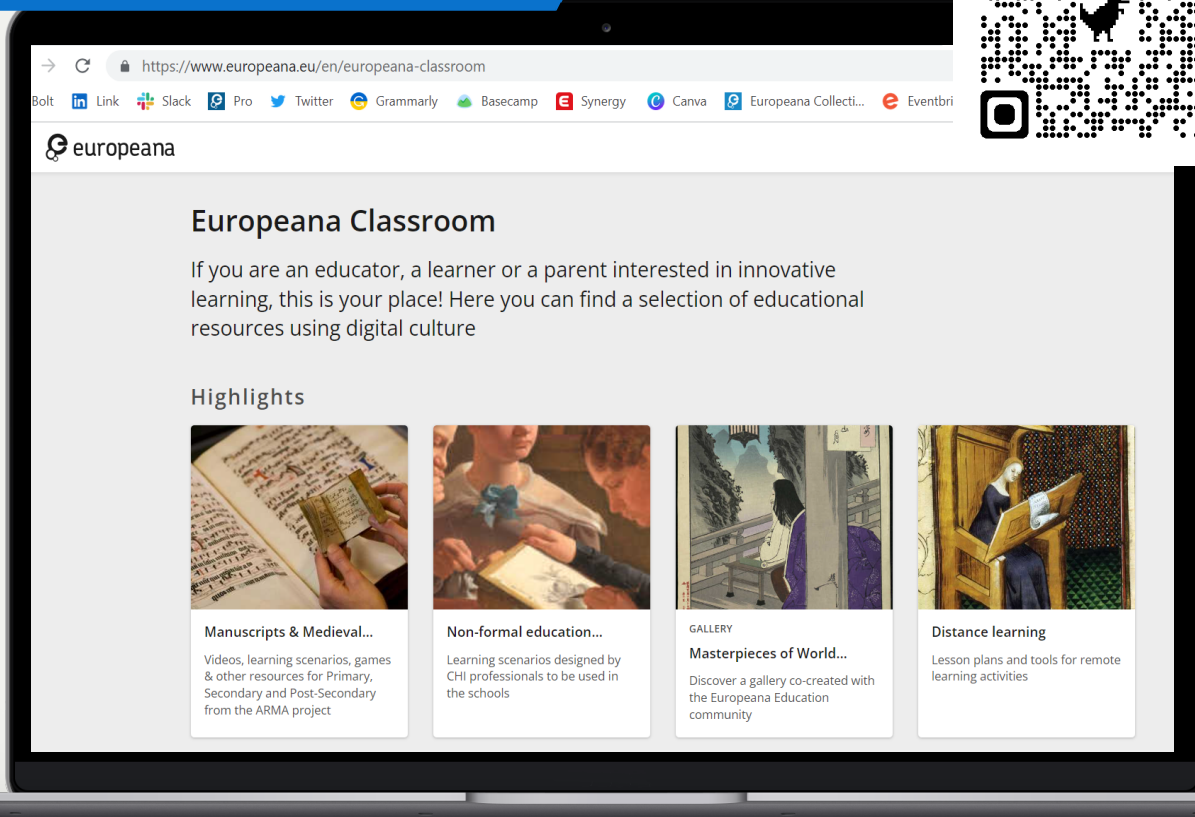 https://www.europeana.eu/en/europeana-classroom
Bolt Link Slack Pro Twitter Grammarly Basecamp Synergy Canva Europeana Collecti... Eventbri
europeana
Europeana Classroom
If you are an educator, a learner or a parent interested in innovative
learning, this is your place! Here you can find a selection of educational
resources using digital culture
Highlights
Manuscripts & Medieval...
Videos, learning scenarios, games
& other resources for Primary,
Secondary and Post-Secondary
from the ARMA project
Non-formal education...
Learning scenarios designed by
CHI professionals to be used in
the schools
GALLERY
Masterpieces of World...
Discover a gallery co-created with
the Europeana Education
community
Distance learning
Lesson plans and tools for remote
learning activities